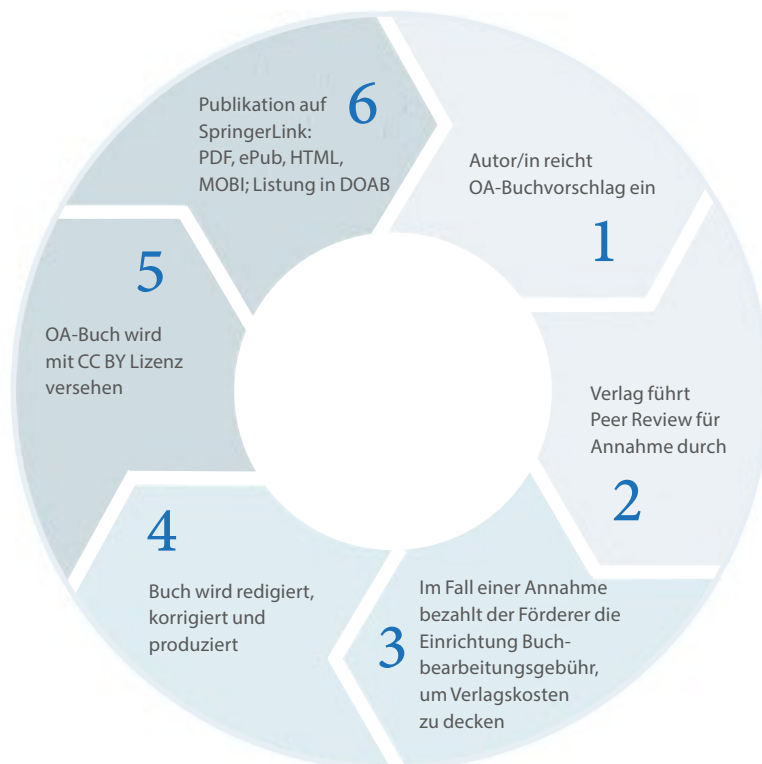 1
Autor/in reicht
OA-Buchvorschlag ein
2
Verlag führt
Peer Review für
Annahme durch
3
Im Fall einer Annahme
bezahlt der Förderer die
Einrichtung Buch-
bearbeitungsgebühr,
um Verlagskosten
zu decken
4
Buch wird redigiert,
korrigiert und
produziert
5
OA-Buch wird
mit CC BY Lizenz
versehen
6
Publikation auf
SpringerLink:
PDF, ePub, HTML,
MOBI; Listung in DOAB